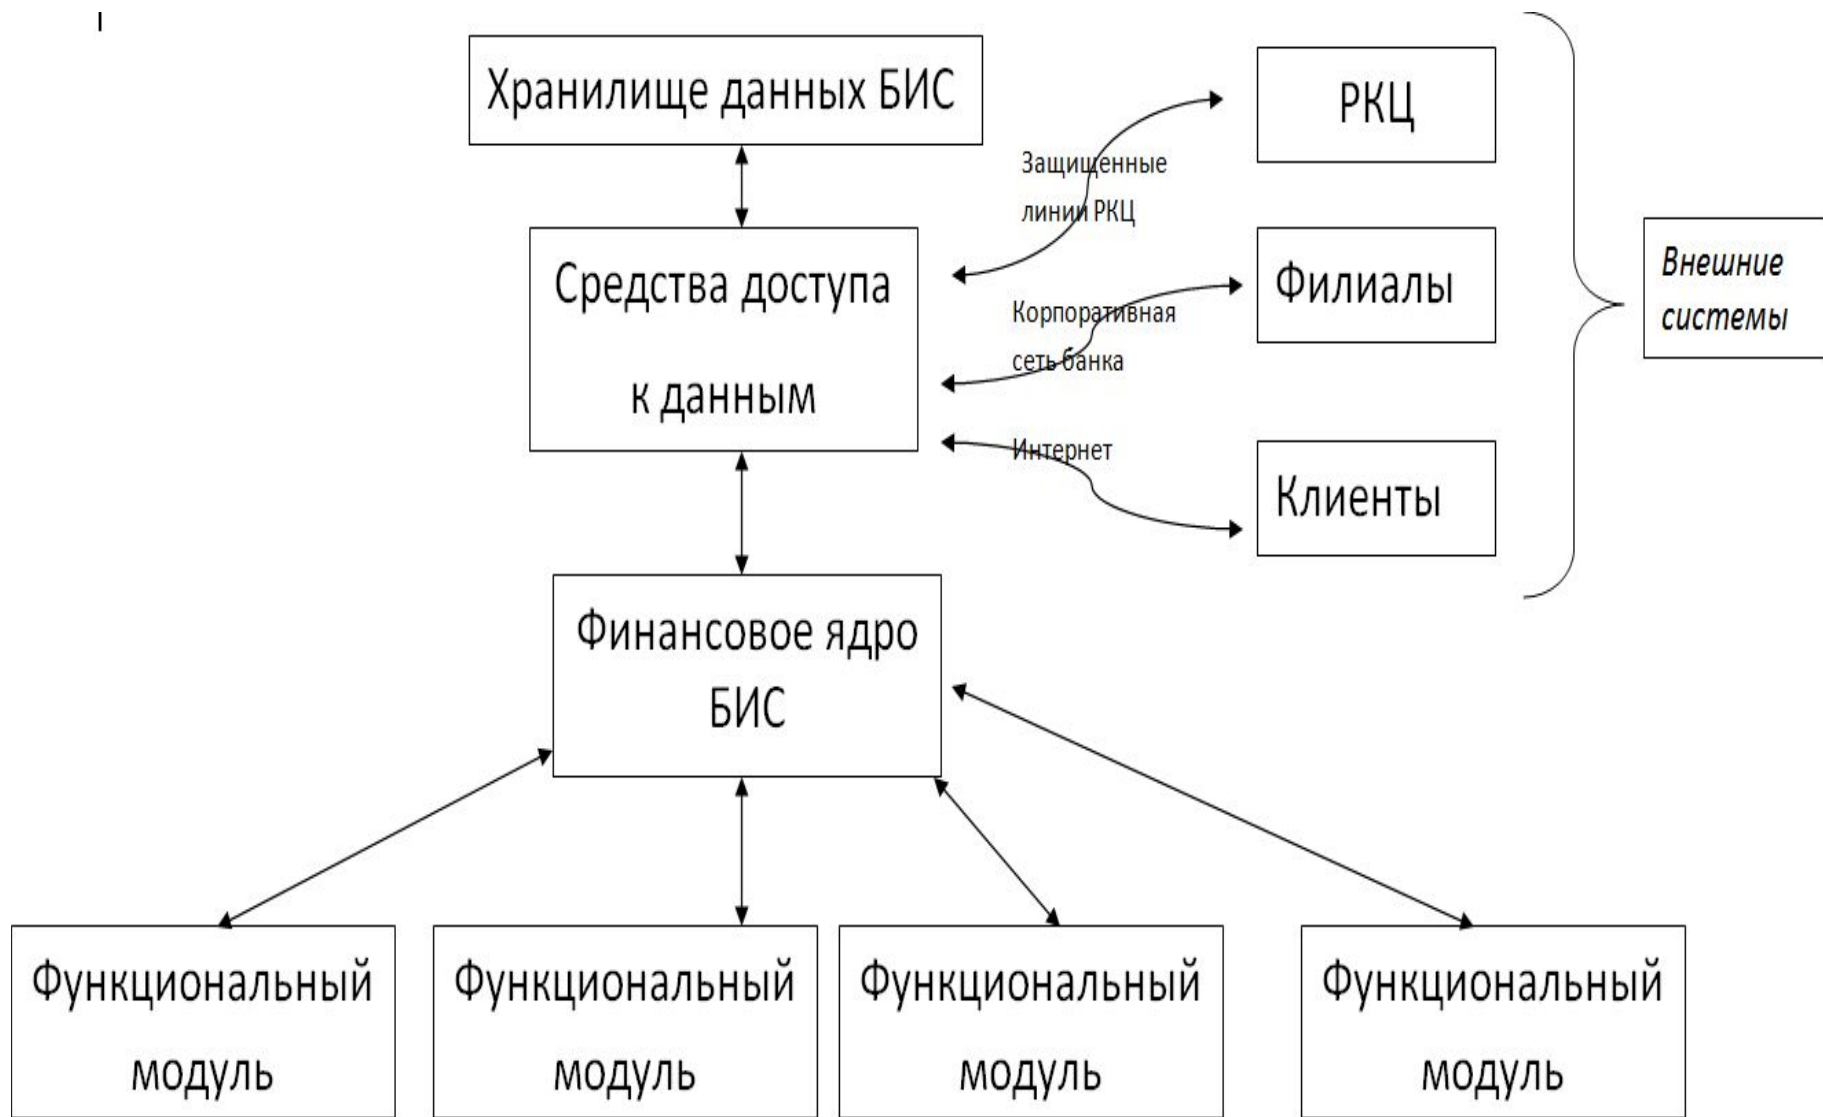 Хранилище данных БИС
РКЦ
Защищенные
линии РКЦ
Средства доступа
к данным
Филиалы
Внешние
системы
Корпоративная
сеть банка
Интернет
Клиенты
Финансовое ядро
БИС
Функциональный
модуль
Функциональный
модуль
Функциональный
модуль
Функциональный
модуль